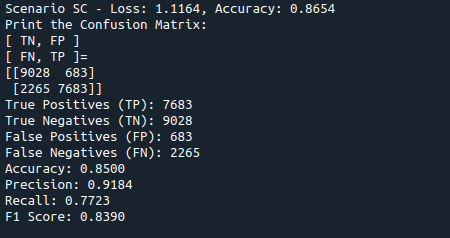 Scenario SC - Loss: 1.1164, Accuracy: 0.8654
Print the Confusion Matrix:
[ TN, FP ]
[ FN, TP ]=
[[9028  683]
 [2265 7683]]
True Positives (TP): 7683
True Negatives (TN): 9028
False Positives (FP): 683
False Negatives (FN): 2265
Accuracy: 0.8500
Precision: 0.9184
Recall: 0.7723
F1 Score: 0.8390